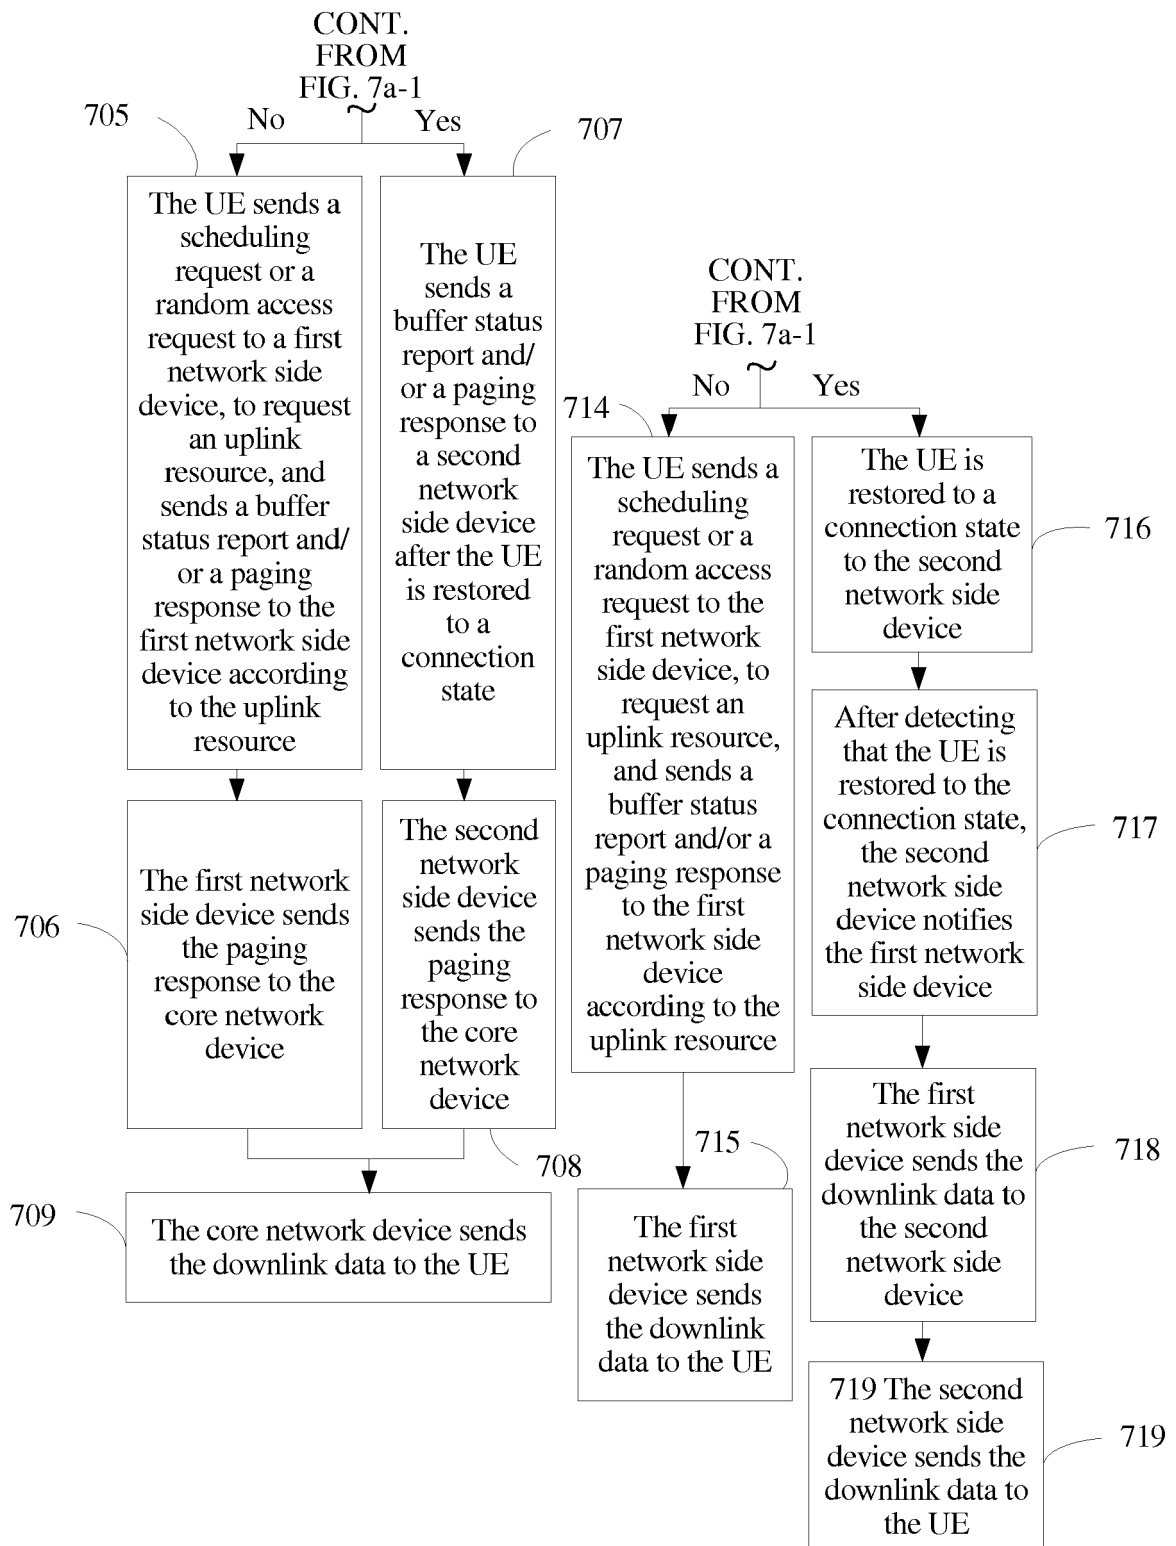 CONT.
FROM
FIG. 7a-1
No
Yes
705
The UE sends a
scheduling
request or a
random access
request to a first
network side
device, to request
an uplink
resource, and
sends a buffer
status report and/
or a paging
response to the
first network side
device according
to the uplink
resource
707
The UE
sends a
buffer status
report and/
or a paging
response to
a second
network
side device
after the UE
is restored
to a
connection
state
706
The first network
side device sends
the paging
response to the
core network
device
The second
network
side device
sends the
paging
response to
the core
network
device
708
709
The core network device sends
the downlink data to the UE
CONT.
FROM
FIG. 7a-1
No
Yes
714
The UE sends a
scheduling
request or a
random access
request to the
first network
side device, to
request an
uplink resource,
and sends a
buffer status
report and/or a
paging response
to the first
network side
device
according to the
uplink resource
715
The first
network side
device sends
the downlink
data to the UE
The UE is
restored to a
connection state
to the second
network side
device
716
After detecting
that the UE is
restored to the
connection state,
the second
network side
device notifies
the first network
side device
717
The first
network side
device sends the
downlink data to
the second
network side
device
718
719 The second
network side
device sends the
downlink data to
the UE
719